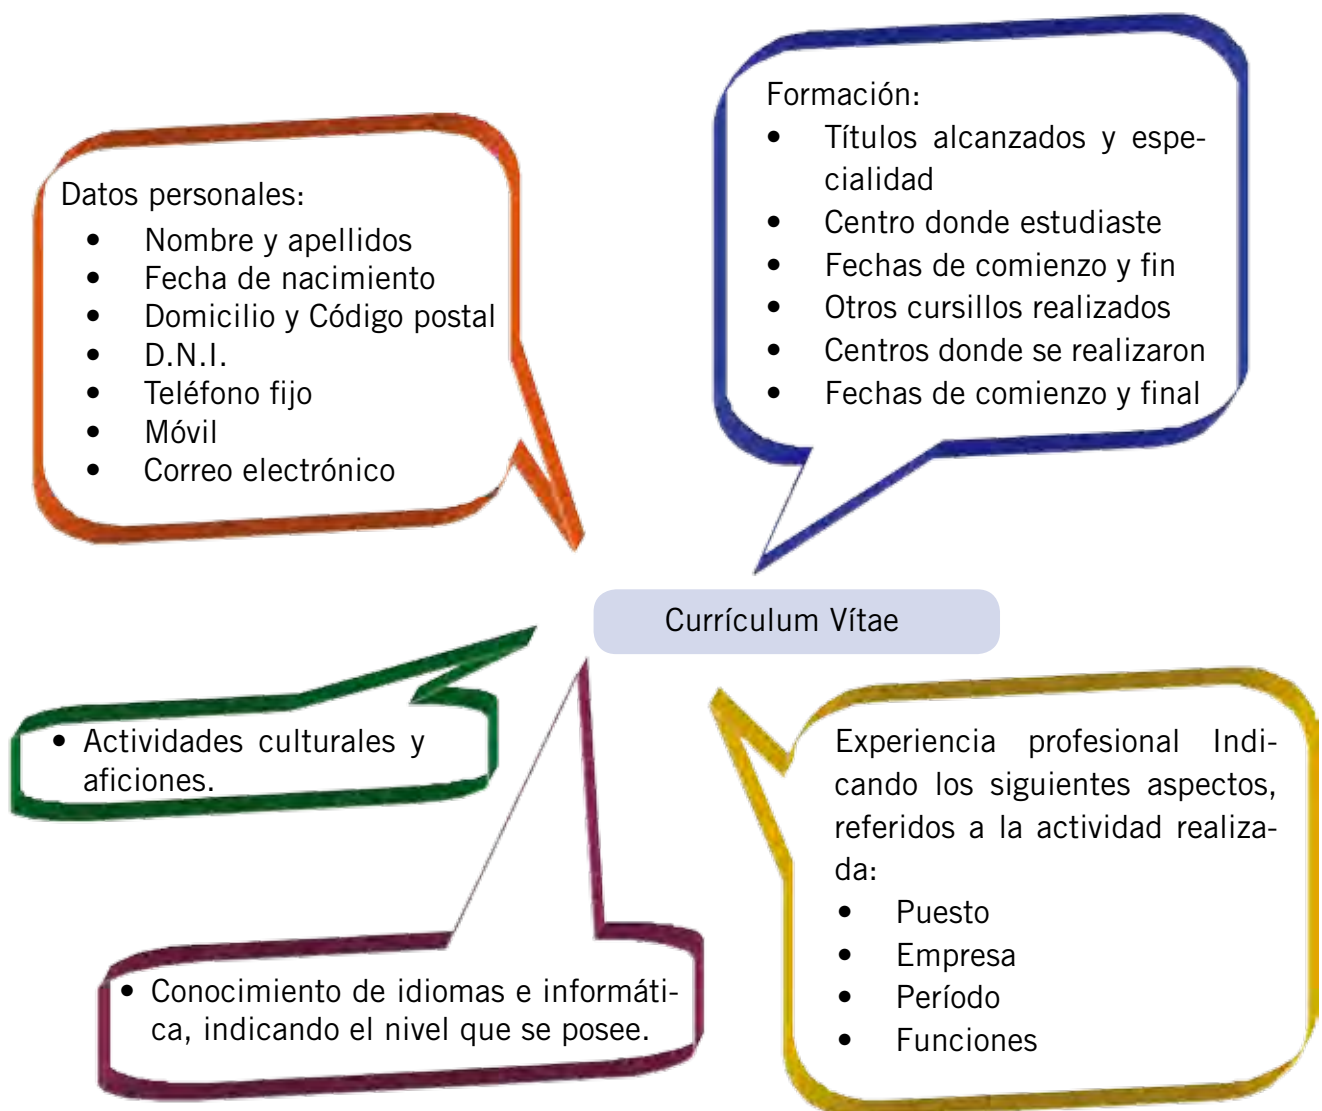 Datos personales:
• Nombre y apellidos
• Fecha de nacimiento
• Domicilio y Código postal
• D.N.I.
• Teléfono fijo
• Móvil
• Correo electrónico
Formación:
• Títulos alcanzados y espe-
cialidad
• Centro donde estudiaste
• Fechas de comienzo y fin
• Otros cursillos realizados
• Centros donde se realizaron
• Fechas de comienzo y final
Currículum Vítae
• Actividades culturales y
aficiones.
• Conocimiento de idiomas e informáti-
ca, indicando el nivel que se posee.
Experiencia profesional Indi-
cando los siguientes aspectos,
referidos a la actividad realiza-
da:
• Puesto
• Empresa
• Período
• Funciones